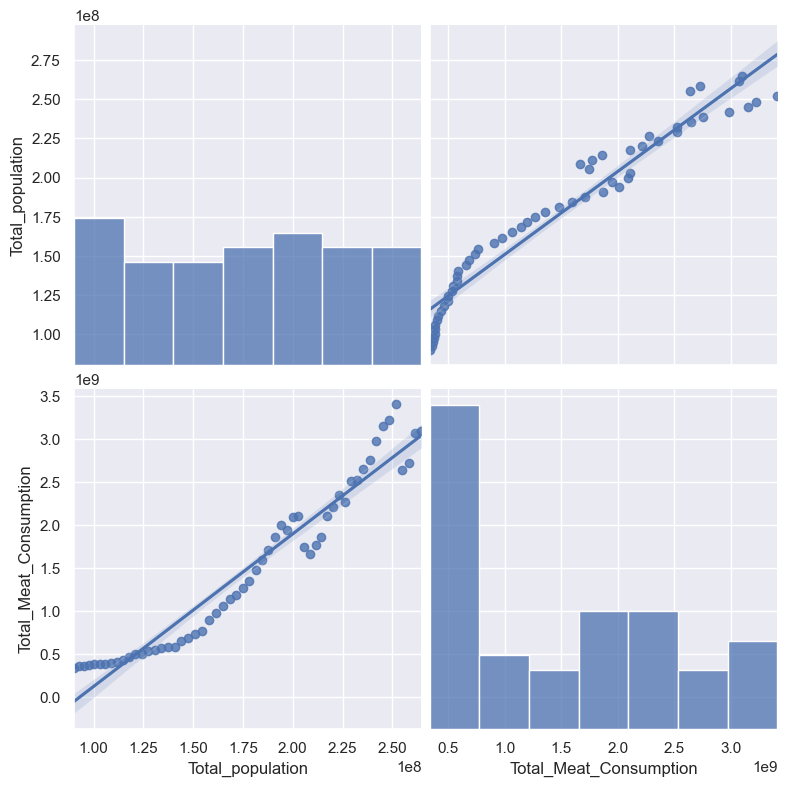 1e8
2.75
2.50
2.25
2.00
1.75
1.50
1.25
1.00
Total_population
1e9
3.5
3.0
2.5
2.0
1.5
1.0
0.5
0.0
Total_Meat_Consumption
1.00 1.25 1.50 1.75 2.00 2.25 2.50
Total_population
1e8
0.5 1.0 1.5 2.0 2.5 3.0
Total_Meat_Consumption
1e9